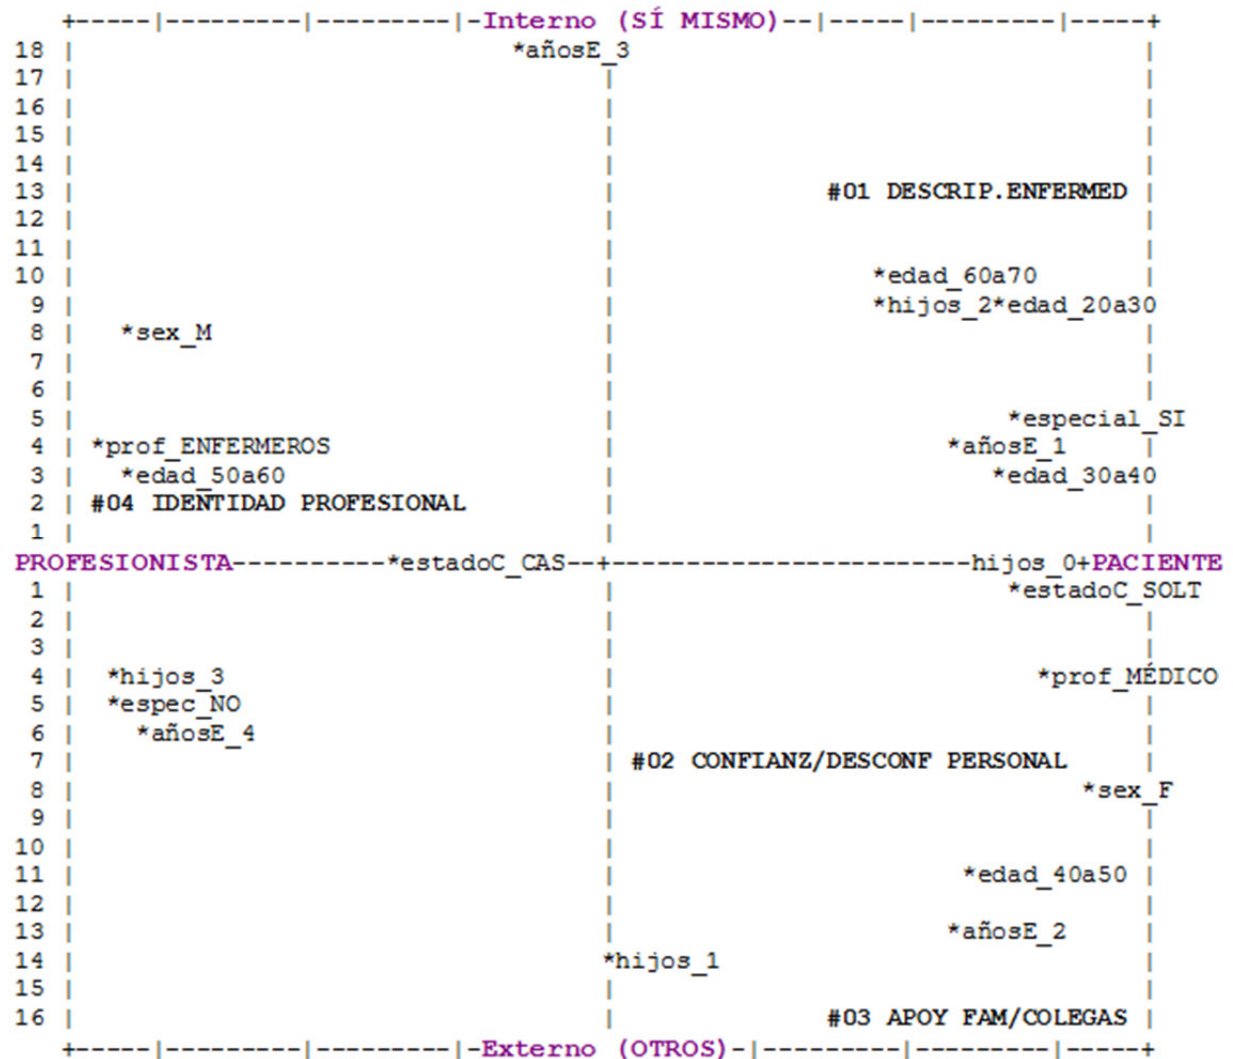 +-----|---------|---------|-Interno (SÍ MISMO)--|-----|---------|-----+
18 | *añosE_3 |
17 | | |
16 | | |
15 | | |
14 | | |
13 | | #01 DESCRIP.ENFERMED |
12 | | |
11 | | |
10 | | *edad_60a70 |
9 | | *hijos_2*edad_20a30
8 | *sex_M | |
7 | | |
6 | | |
5 | | *especial_SI
4 | *prof_ENFERMEROS | *añosE_1 |
3 | *edad_50a60 | *edad_30a40
2 | #04 IDENTIDAD PROFESIONAL | |
1 | | |
PROFESIONISTA----------*estadoC_CAS--+------------------------hijos_0+PACIENTE
1 | | *estadoC_SOLT
2 | | |
3 | | |
4 | *hijos_3 | *prof_MÉDICO
5 | *espec_NO | |
6 | *añosE_4 | |
7 | | #02 CONFIANZ/DESCONF PERSONAL |
8 | | *sex_F
9 | | |
10 | | |
11 | | *edad_40a50 |
12 | | |
13 | | *añosE_2 |
14 | *hijos_1 |
15 | | |
16 | | #03 APOY FAM/COLEGAS |
+-----|---------|---------|-Externo (OTROS)-|---------|---------|-----+